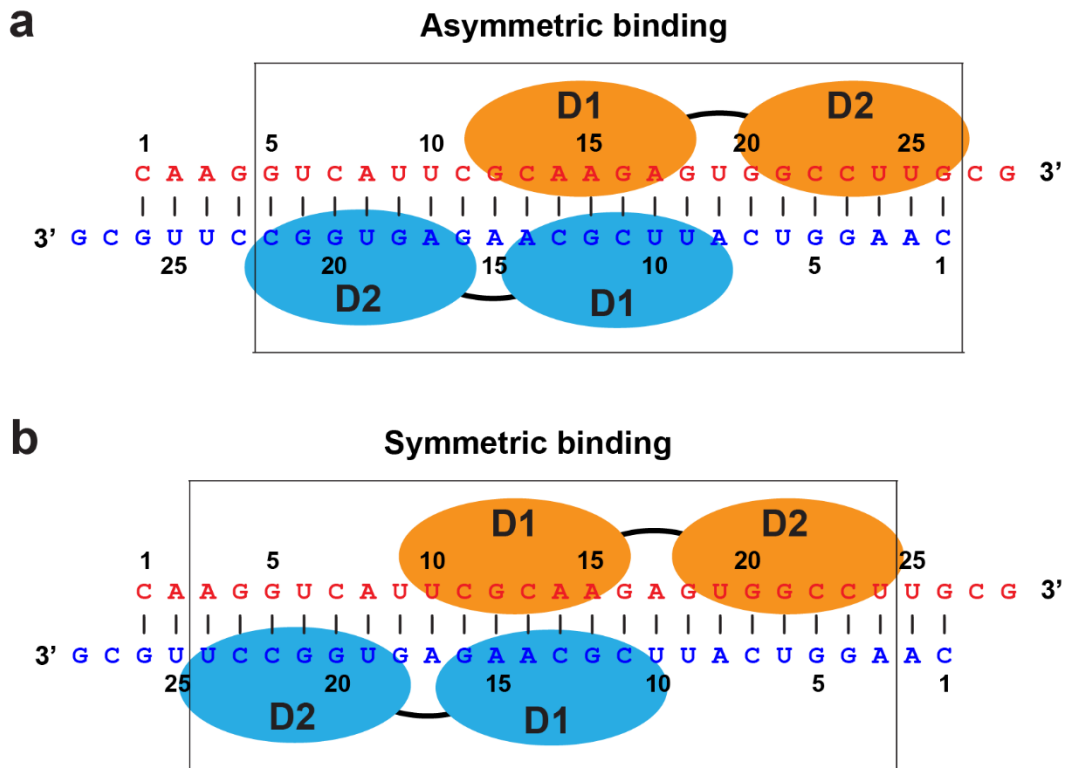 a
Asymmetric binding
D1 D2
1 5 10 15 20 25
C A A G G U C A U U C G C A A G A G U G G C C U U G C G 3’
3’ G C G U U C C G G U G A G A A C G C U U A C U G G A A C
25 20 15 10 5 1
D2 D1
b
Symmetric binding
D1 D2
1 5 10 15 20 25
C A A G G U C A U U C G C A A G A G U G G C C U U G C G 3’
3’ G C G U U C C G G U G A G A A C G C U U A C U G G A A C
25 20 15 10 5 1
D2 D1